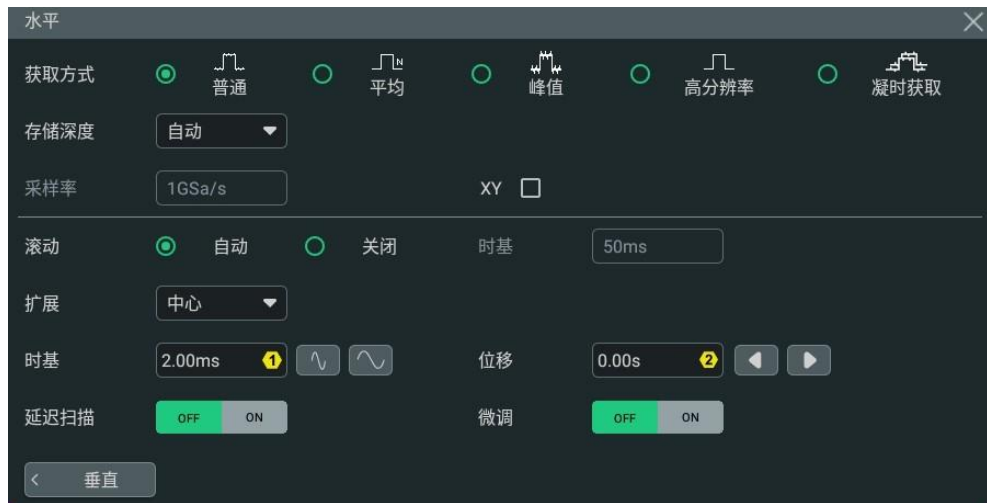 水平
获取方式 普通 平均 峰值 高分辨率 凝时获取
存储深度 自动
采样率 1GSa/s XY
滚动 自动 关闭 时基 50ms
扩展 中心
时基 2.00ms 1 位移 0.00s 2
延迟扫描 OFF ON 微调 OFF ON
垂直